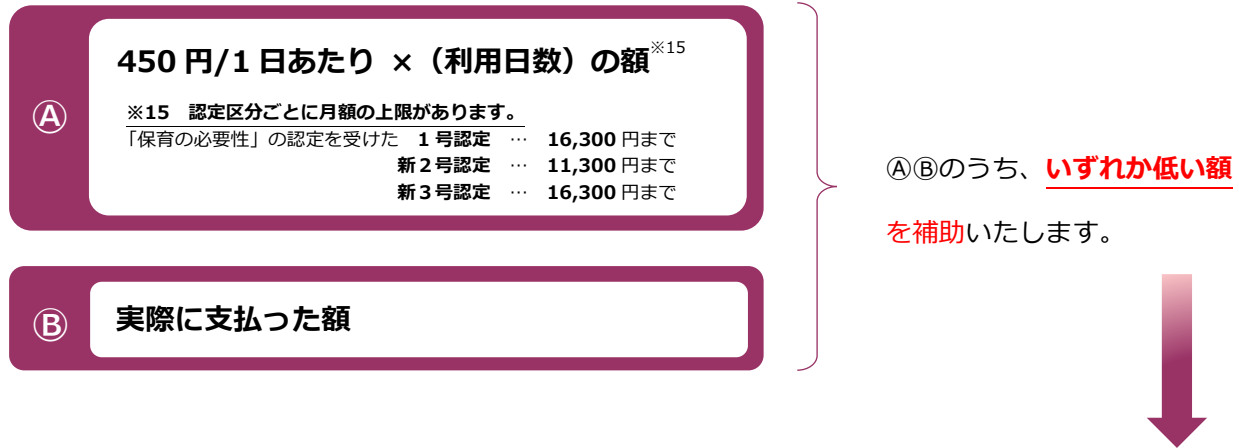 Ⓐ
450 円/1 日あたり ×（利用日数）の額※15
※15 認定区分ごとに月額の上限があります。
「保育の必要性」の認定を受けた 1 号認定 … 16,300 円まで
新２号認定 … 11,300 円まで
新３号認定 … 16,300 円まで
Ⓑ
実際に支払った額
ⒶⒷのうち、いずれか低い額
を補助いたします。